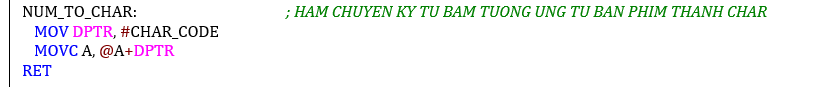 NUM_TO_CHAR: ; HAM CHUYEN KY TU BAM TUONG UNG TU BAN PHIM THANH CHAR
MOV DPTR, #CHAR_CODE
MOVC A, @A+DPTR
RET